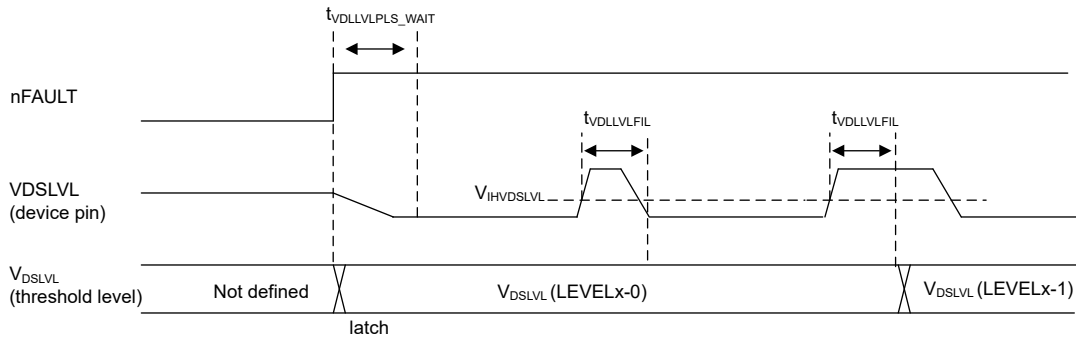 tVDLLVLPLS_WAIT
nFAULT
tVDLLVLFIL
tVDLLVLFIL
VDSLVL
(device pin)
VIHVDSLVL
VDSLVL
(threshold level)
Not defined
VDSLVL (LEVELx-0)
VDSLVL (LEVELx-1)
latch